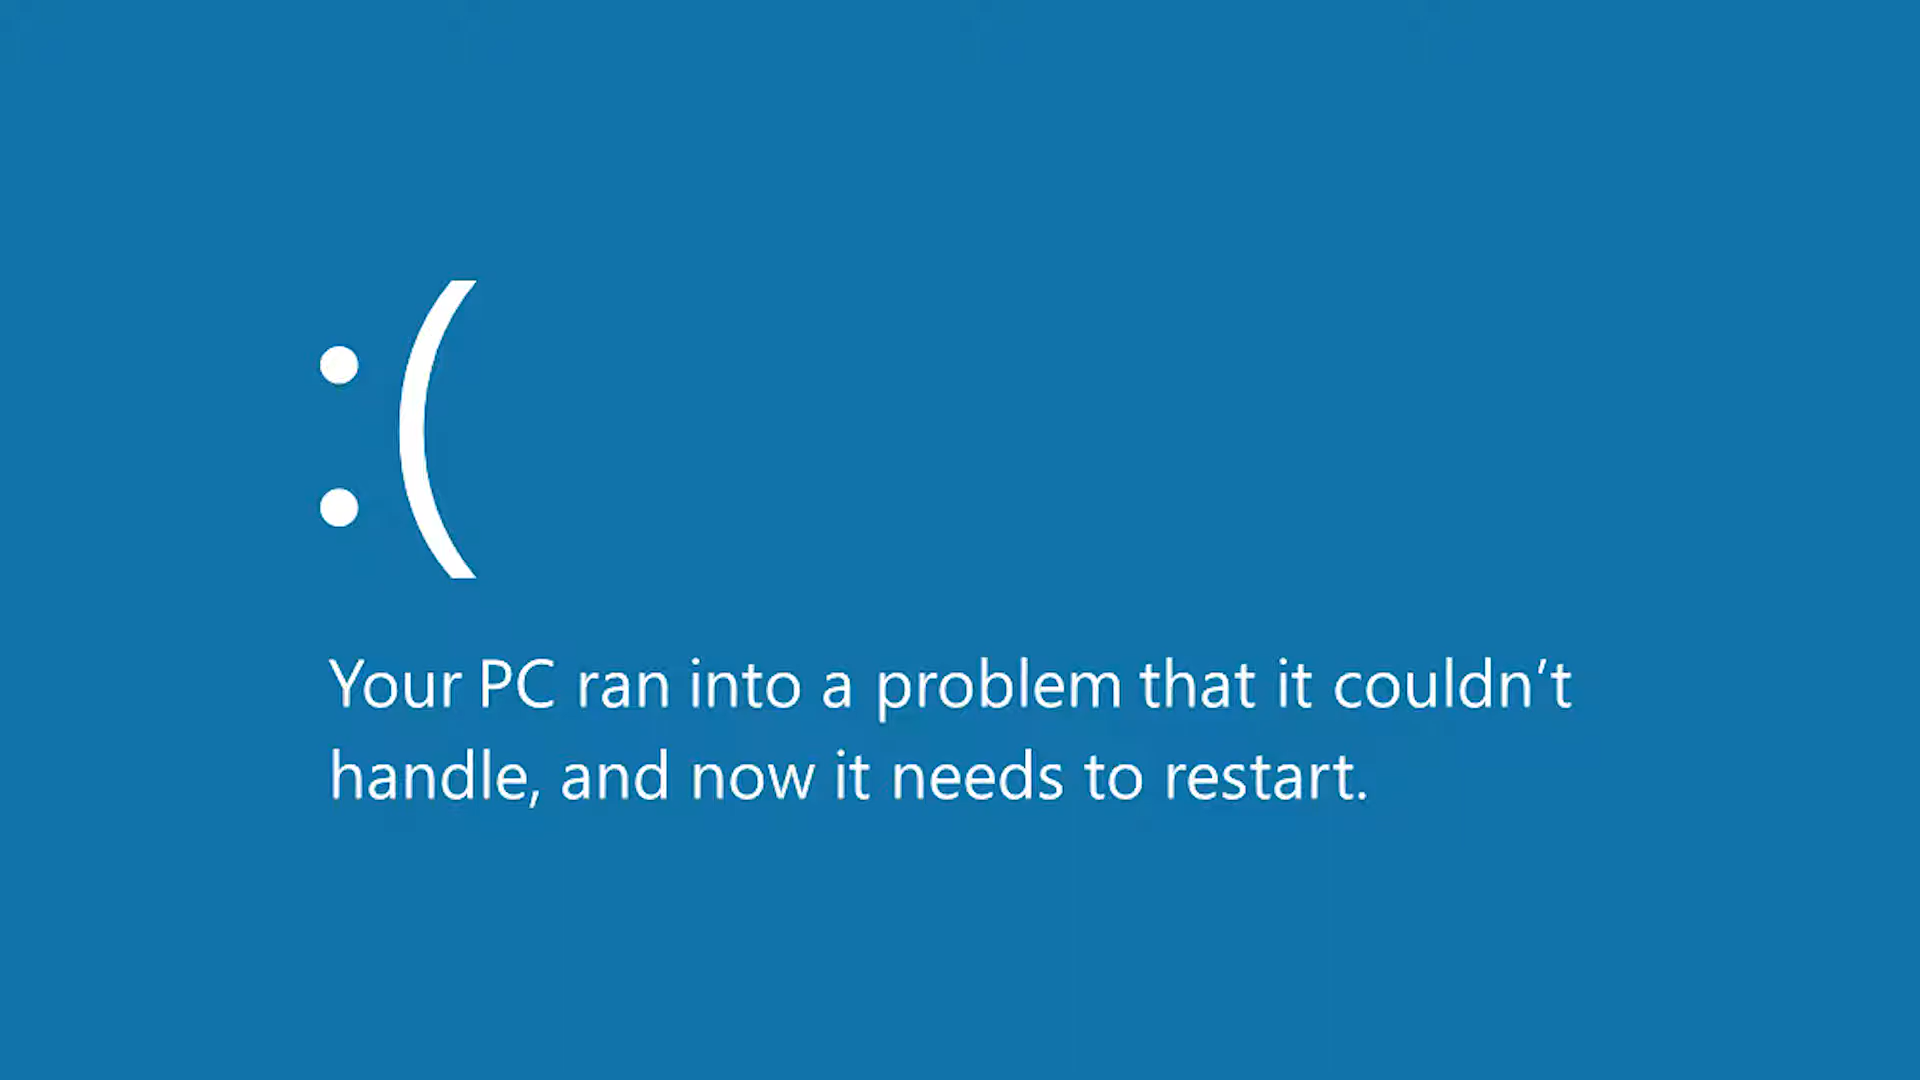 :(
Your PC ran into a problem that it couldn’t
handle, and now it needs to restart.